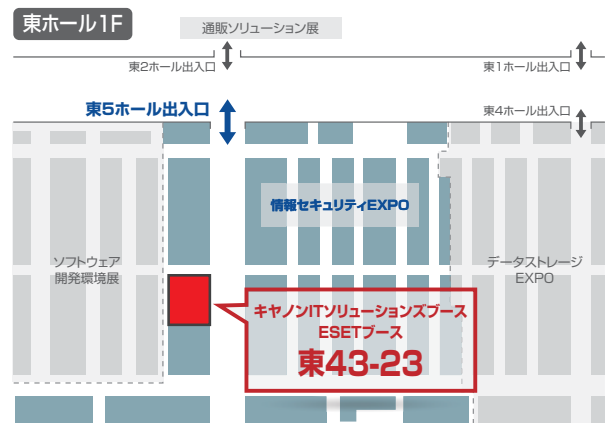 東ホール1F
通販ソリューション展
東2ホール出入口
東1ホール出入口
東5ホール出入口
東4ホール出入口
情報セキュリティEXPO
ソフトウェア
開発環境展
データストレージ
EXPO
キヤノンITソリューションズブース
ESETブース
東43-23